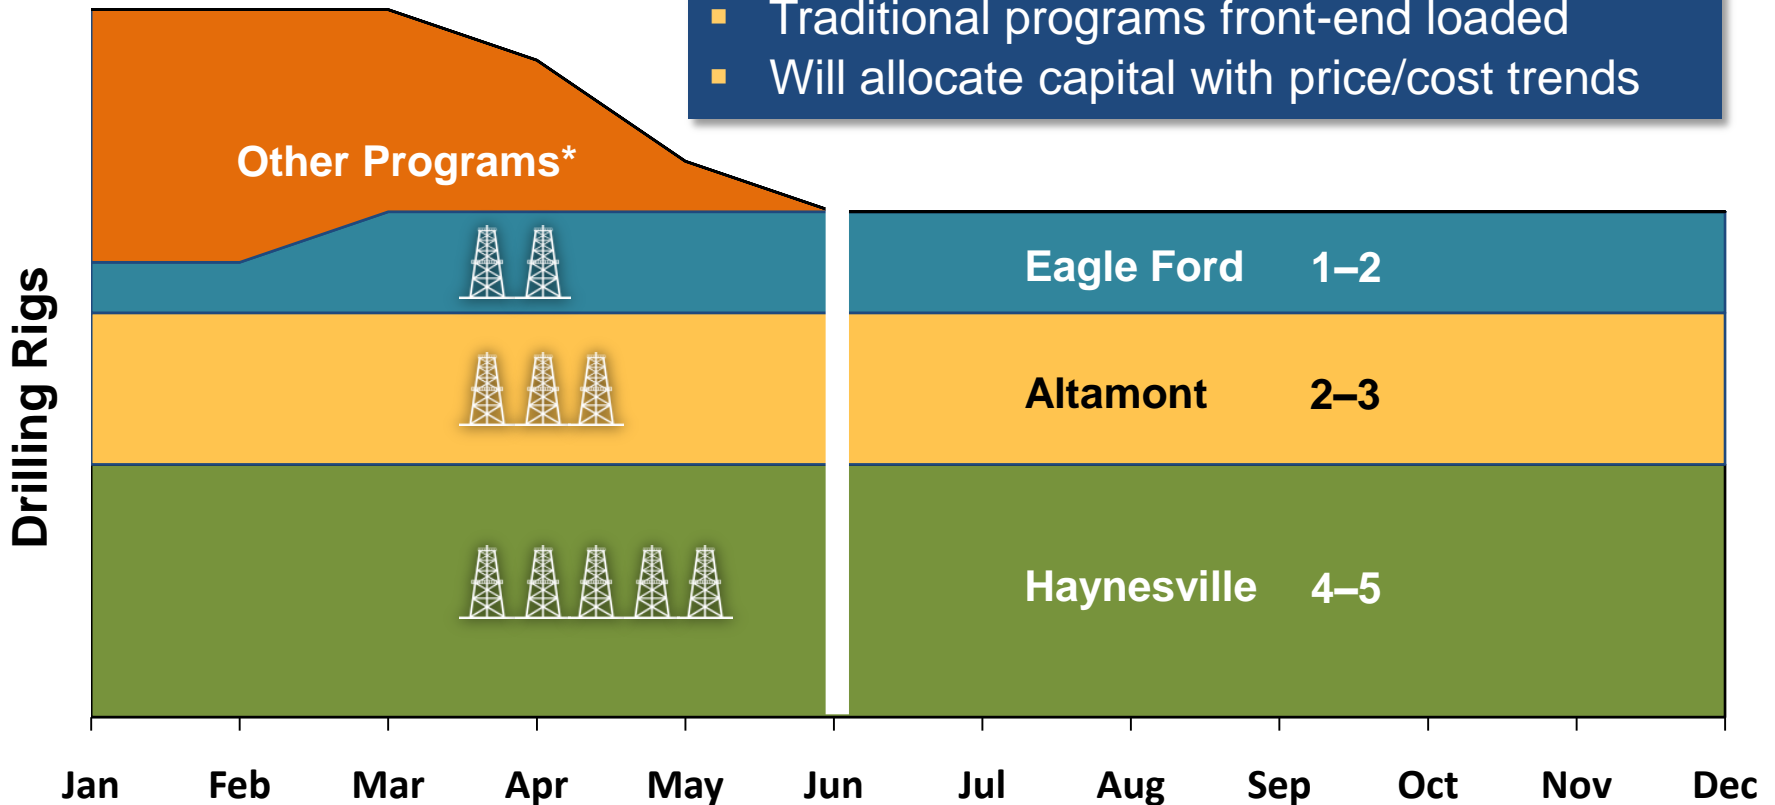 Traditional programs front-end loaded
Will allocate capital with price/cost trends
Other Programs*
Eagle Ford 1–2
Altamont 2–3
Haynesville 4–5
Drilling Rigs
Jan Feb Mar Apr May Jun Jul Aug Sep Oct Nov Dec